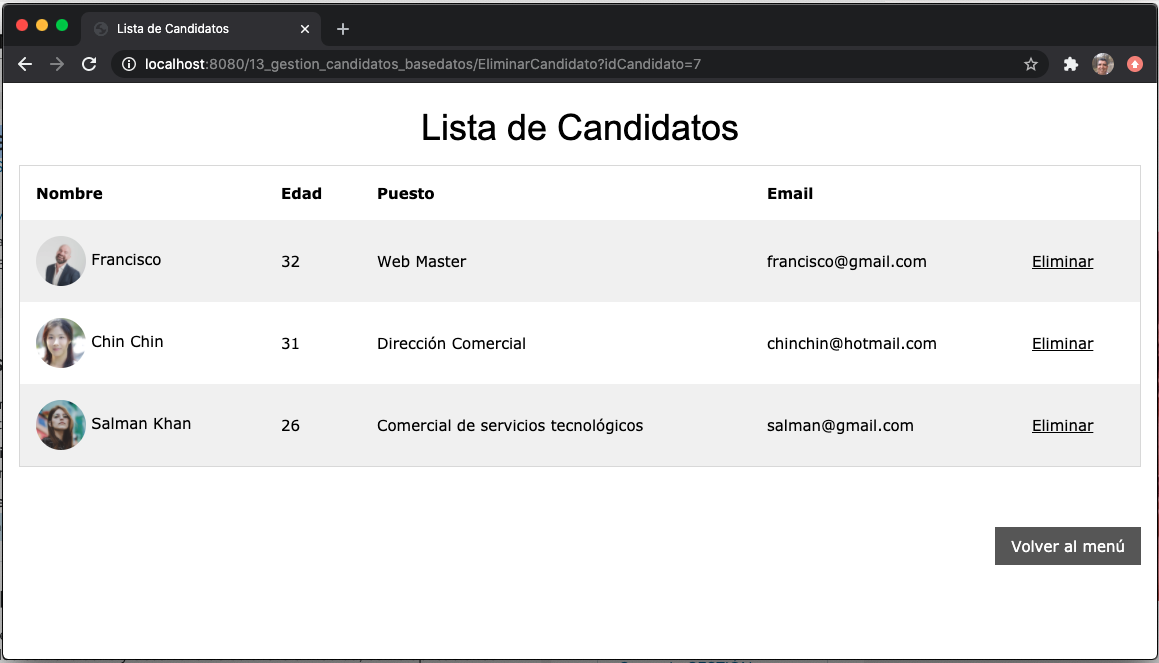 Lista de Candidatos
localhost:8080/13_gestion_candidatos_basedatos/EliminarCandidato?idCandidato=7
Lista de Candidatos
Nombre Edad Puesto Email
Francisco 32 Web Master francisco@gmail.com Eliminar
Chin Chin 31 Dirección Comercial chinchin@hotmail.com Eliminar
Salman Khan 26 Comercial de servicios tecnológicos salman@gmail.com Eliminar
Volver al menú